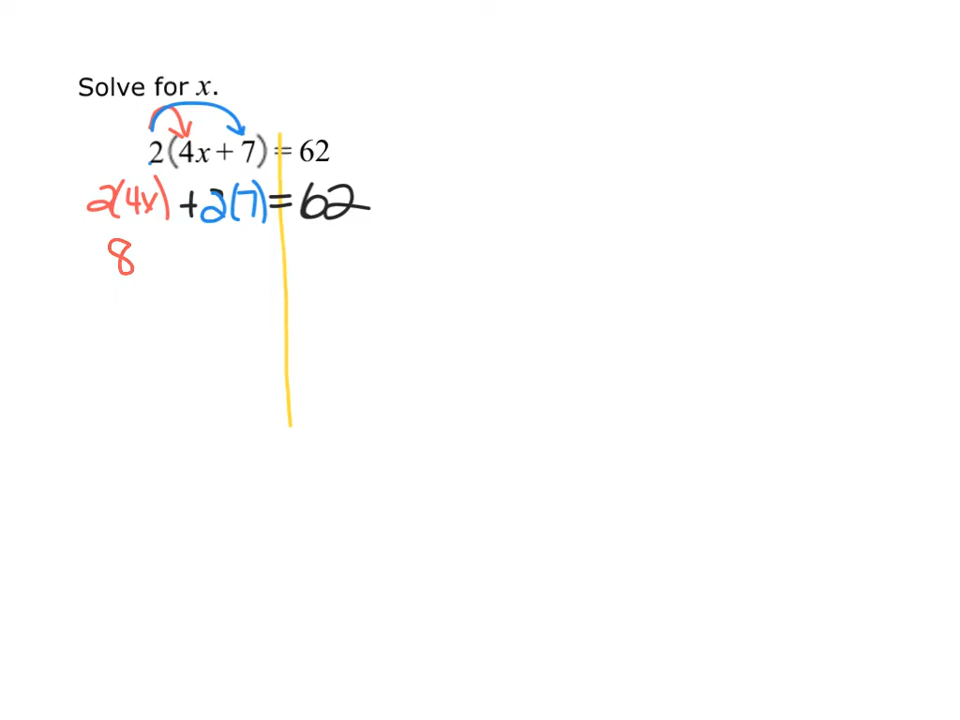 Solve for x.
2(4x + 7) = 62
2(4x) + 2(7) = 62
8